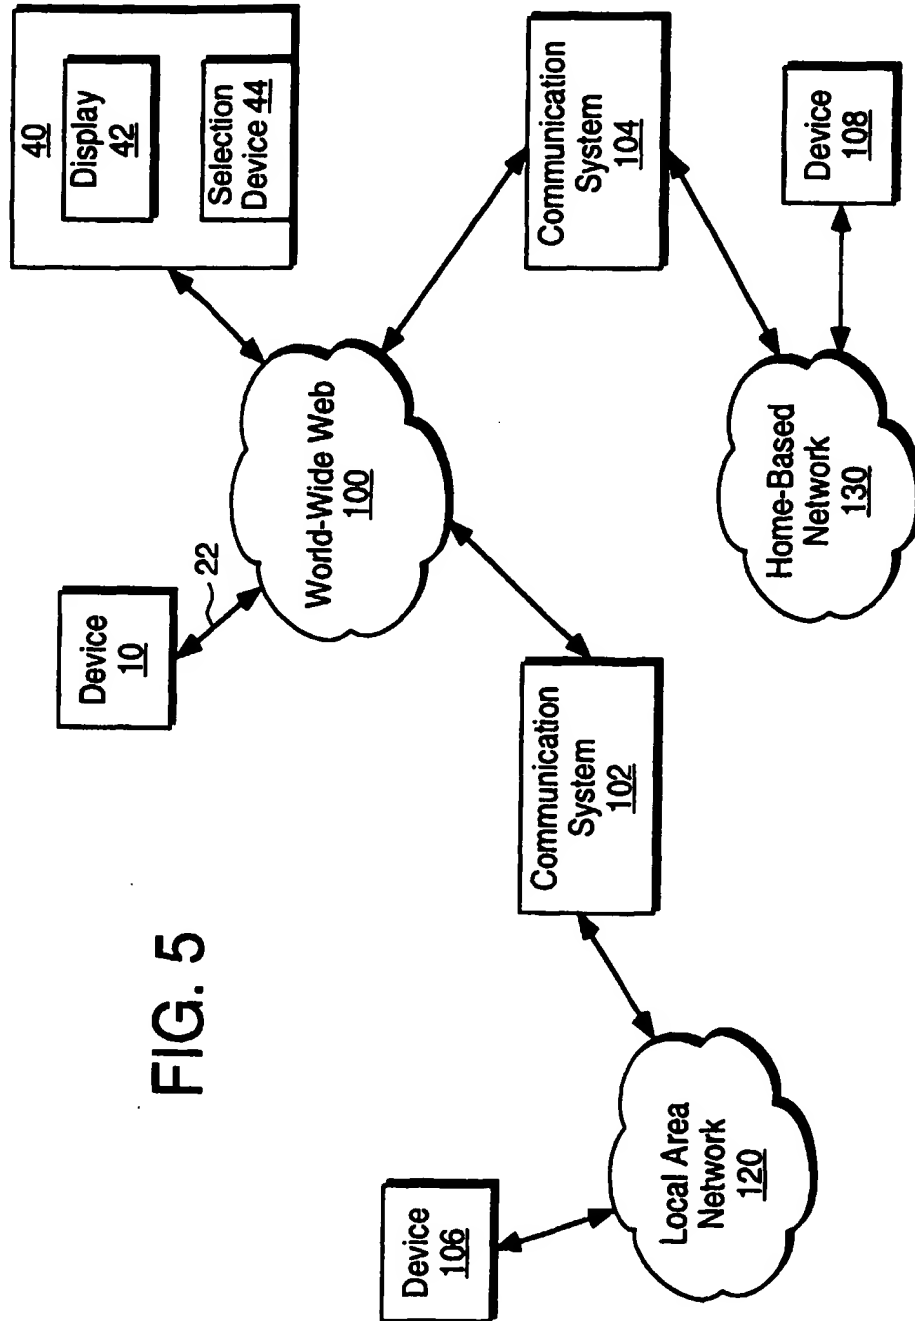 FIG. 5
Device
106
Local Area
Network
120
Communication
System
102
Device
10
22
World-Wide Web
100
40
Display
42
Selection
Device 44
Communication
System
104
Home-Based
Network
130
Device
108